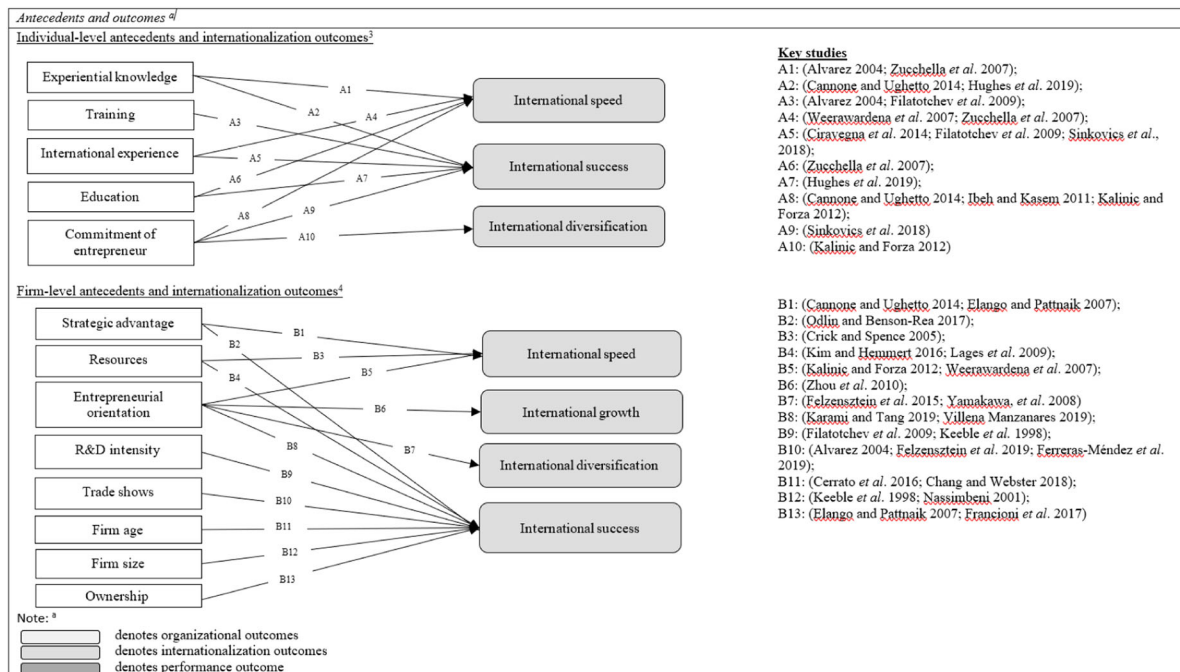 Antecedents and outcomes a/
Individual-level antecedents and internationalization outcomes3
Experiential knowledge
Training
International experience
Education
Commitment of
entrepreneur
A1
A2
A3
A4
A5
A6
A7
A8
A9
A10
International speed
International success
International diversification
Key studies
A1: (Alvarez 2004; Zucchella et al. 2007);
A2: (Cannone and Ughetto 2014; Hughes et al. 2019);
A3: (Alvarez 2004; Filatotchev et al. 2009);
A4: (Weerawardena et al. 2007; Zucchella et al. 2007);
A5: (Ciravegna et al. 2014; Filatotchev et al. 2009; Sinkovics et al.,
2018);
A6: (Zucchella et al. 2007);
A7: (Hughes et al. 2019);
A8: (Cannone and Ughetto 2014; Ibeh and Kasem 2011; Kalinic and
Forza 2012);
A9: (Sinkovics et al. 2018)
A10: (Kalinic and Forza 2012)
Firm-level antecedents and internationalization outcomes4
Strategic advantage
Resources
Entrepreneurial
orientation
R&D intensity
Trade shows
Firm age
Firm size
Ownership
B1
B2
B3
B4
B5
B6
B7
B8
B9
B10
B11
B12
B13
International speed
International growth
International diversification
International success
B1: (Cannone and Ughetto 2014; Elango and Pattnaik 2007);
B2: (Odlin and Benson-Rea 2017);
B3: (Crick and Spence 2005);
B4: (Kim and Hemmert 2016; Lages et al. 2009);
B5: (Kalinic and Forza 2012; Weerawardena et al. 2007);
B6: (Zhou et al. 2010);
B7: (Felzensztein et al. 2015; Yamakawa, et al. 2008)
B8: (Karami and Tang 2019; Villena Manzanares 2019);
B9: (Filatotchev et al. 2009; Keeble et al. 1998);
B10: (Alvarez 2004; Felzensztein et al. 2019; Ferreras-Méndez et al.
2019);
B11: (Cerrato et al. 2016; Chang and Webster 2018);
B12: (Keeble et al. 1998; Nassimbeni 2001);
B13: (Elango and Pattnaik 2007; Francioni et al. 2017)
Note: a
denotes organizational outcomes
denotes internationalization outcomes
denotes performance outcome